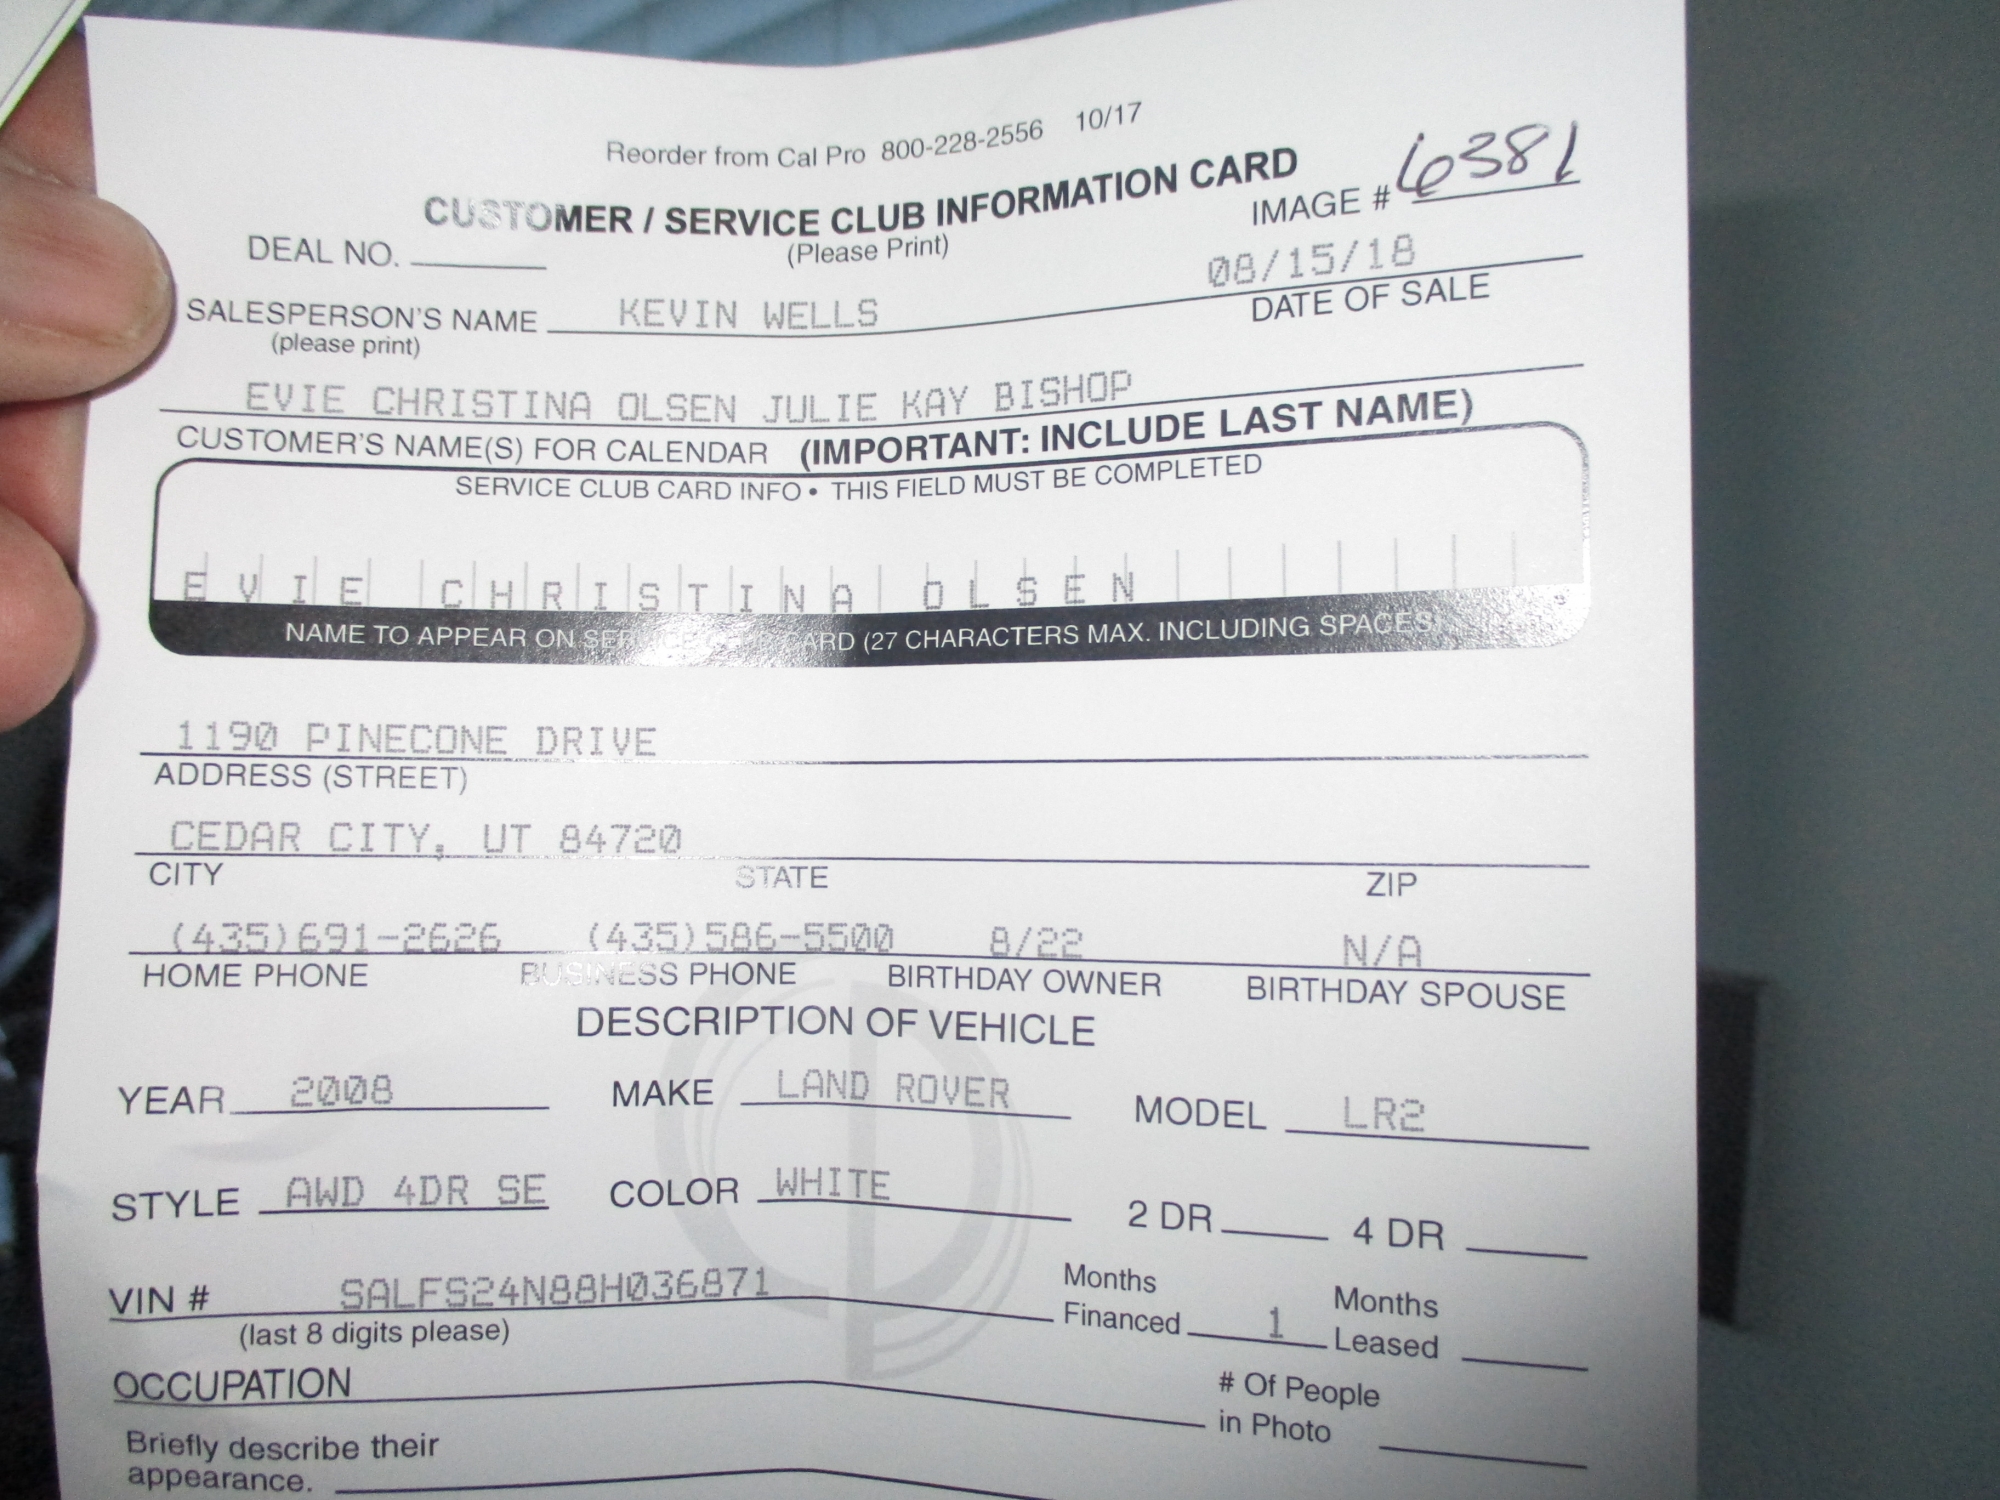 Reorder from Cal Pro 800-228-2556 10/17
CUSTOMER / SERVICE CLUB INFORMATION CARD
(Please Print)
IMAGE # 6381
DEAL NO.
08/15/18
DATE OF SALE
SALESPERSON'S NAME KEVIN WELLS
(please print)
EVIE CHRISTINA OLSEN JULIE KAY BISHOP
CUSTOMER'S NAME(S) FOR CALENDAR (IMPORTANT: INCLUDE LAST NAME)
SERVICE CLUB CARD INFO • THIS FIELD MUST BE COMPLETED
EVIE CHRISTINA OLSEN
NAME TO APPEAR ON SERVICE CLUB CARD (27 CHARACTERS MAX. INCLUDING SPACES)
1190 PINECONE DRIVE
ADDRESS (STREET)
CEDAR CITY, UT 84720
CITY STATE ZIP
(435)691-2626 (435)586-5500 8/22 N/A
HOME PHONE BUSINESS PHONE BIRTHDAY OWNER BIRTHDAY SPOUSE
DESCRIPTION OF VEHICLE
YEAR 2008 MAKE LAND ROVER MODEL LR2
STYLE AWD 4DR SE COLOR WHITE 2 DR 4 DR
VIN # SALFS24N88H036871
(last 8 digits please)
Months Financed 1 Months Leased
OCCUPATION
# Of People in Photo
Briefly describe their
appearance.